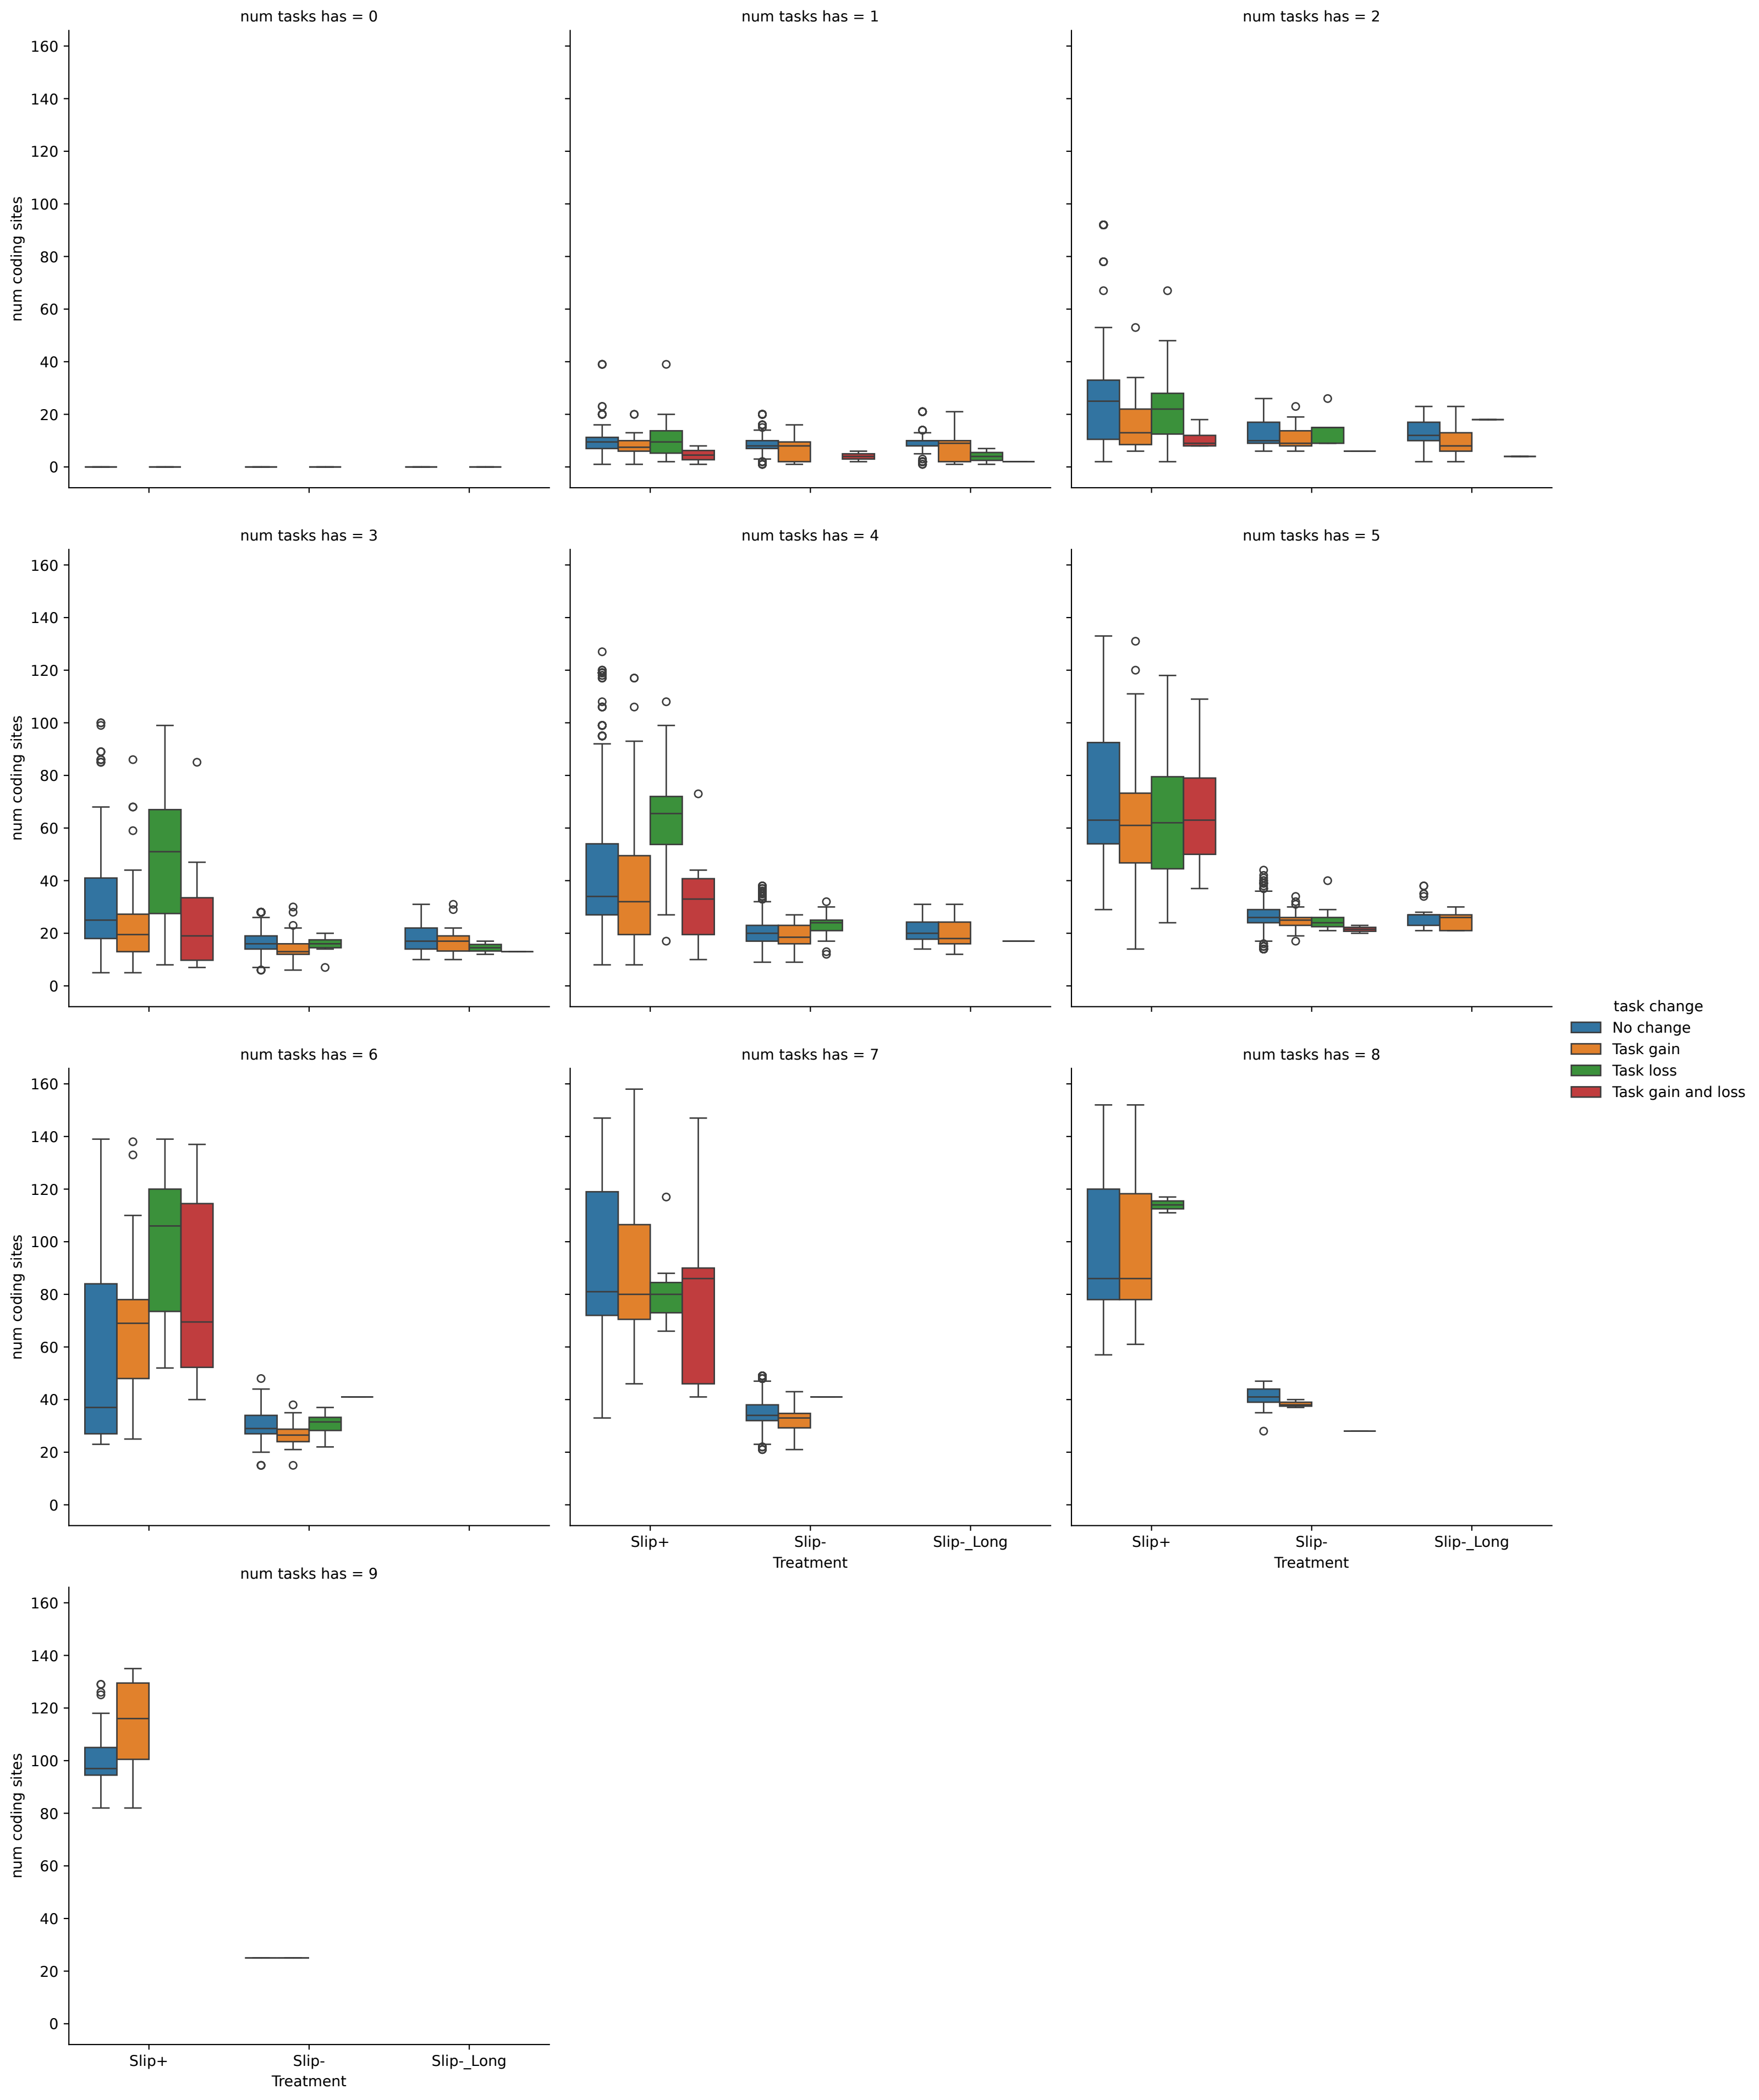 num tasks has = 0
num tasks has = 1
num tasks has = 2
160
140
120
100
80
60
40
20
0
num coding sites
num tasks has = 3
num tasks has = 4
num tasks has = 5
160
140
120
100
80
60
40
20
0
num coding sites
task change
No change
Task gain
Task loss
Task gain and loss
num tasks has = 6
num tasks has = 7
num tasks has = 8
160
140
120
100
80
60
40
20
0
num coding sites
Slip+ Slip- Slip-_Long
Treatment
Slip+ Slip- Slip-_Long
Treatment
num tasks has = 9
160
140
120
100
80
60
40
20
0
num coding sites
Slip+ Slip- Slip-_Long
Treatment